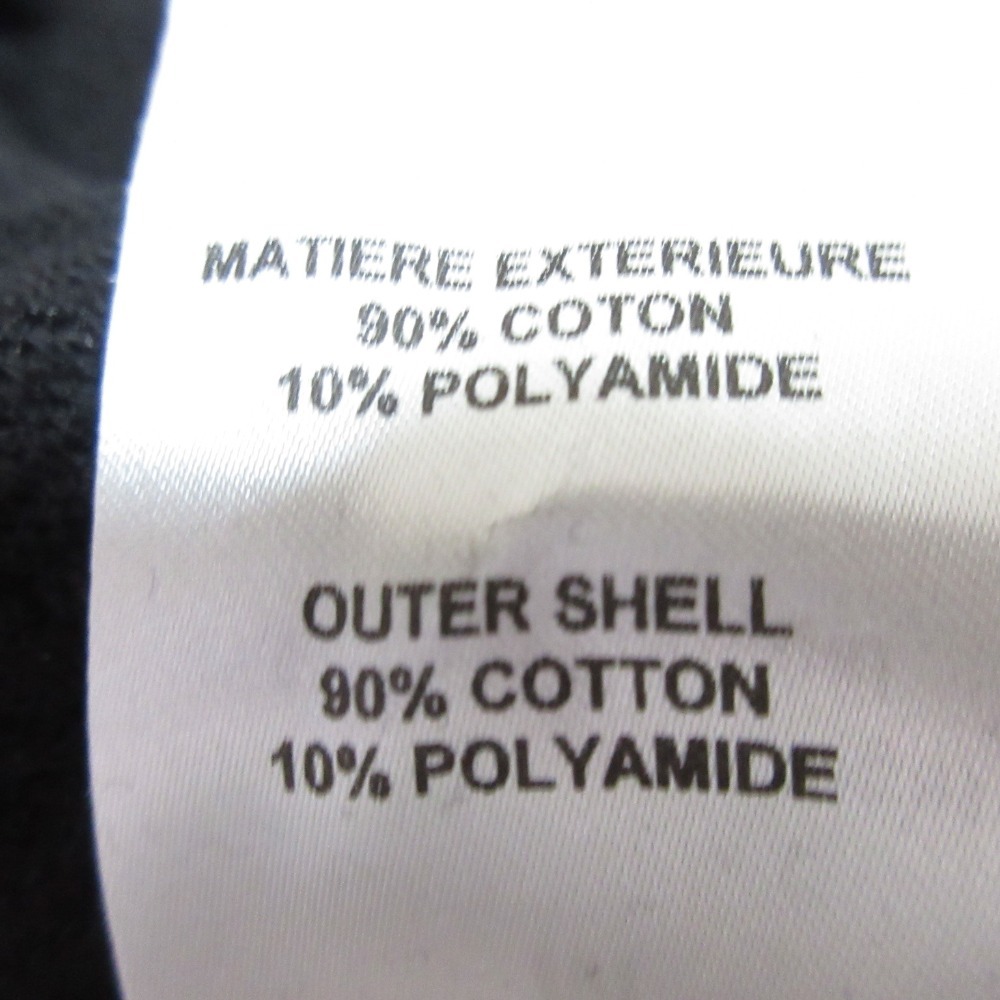 MATIERE EXTERIEURE
90% COTON
10% POLYAMIDE
OUTER SHELL
90% COTTON
10% POLYAMIDE